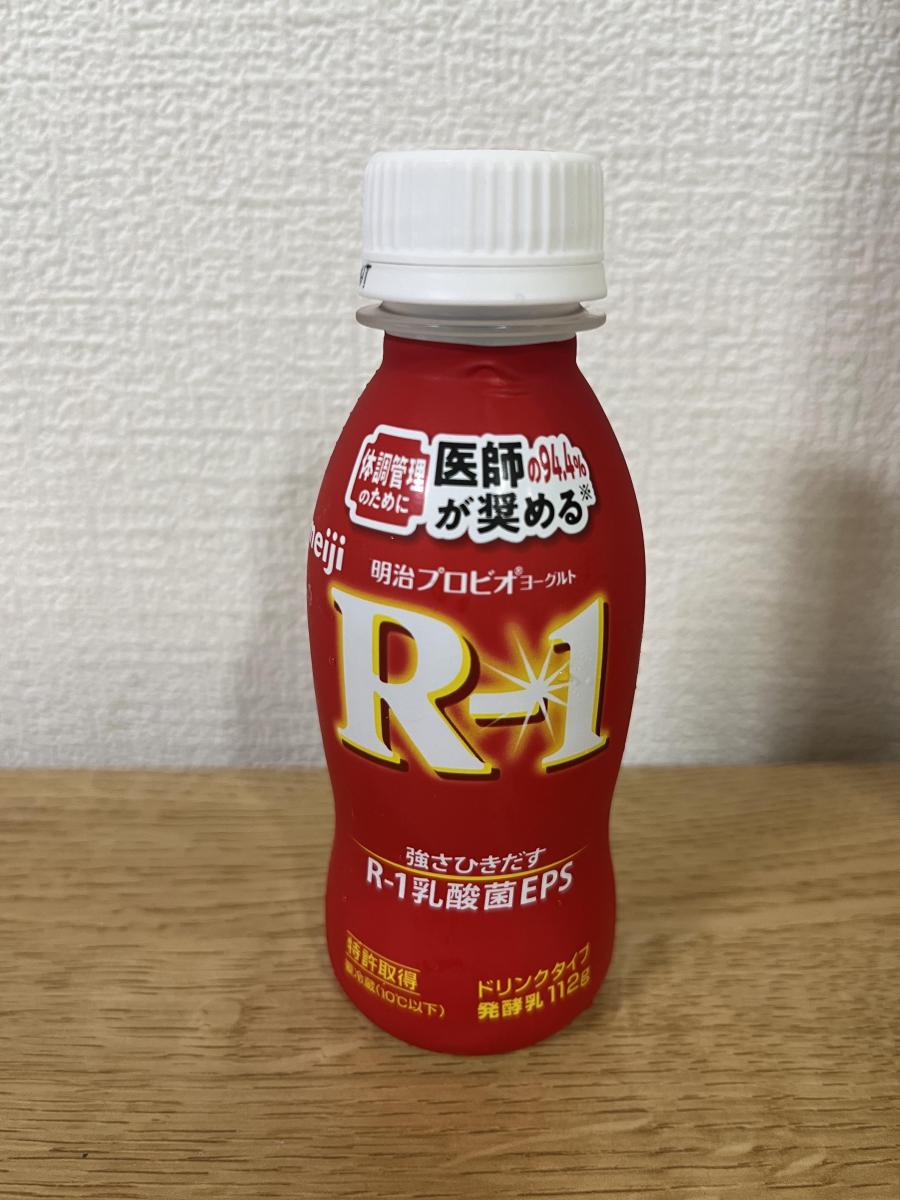 体調管理
のために
医師の94.4%
が奨める※
meiji
明治プロビオ®ヨーグルト
R-1
強さひきだす
R-1乳酸菌EPS
特許取得
要冷蔵(10℃以下)
ドリンクタイプ
発酵乳 112g